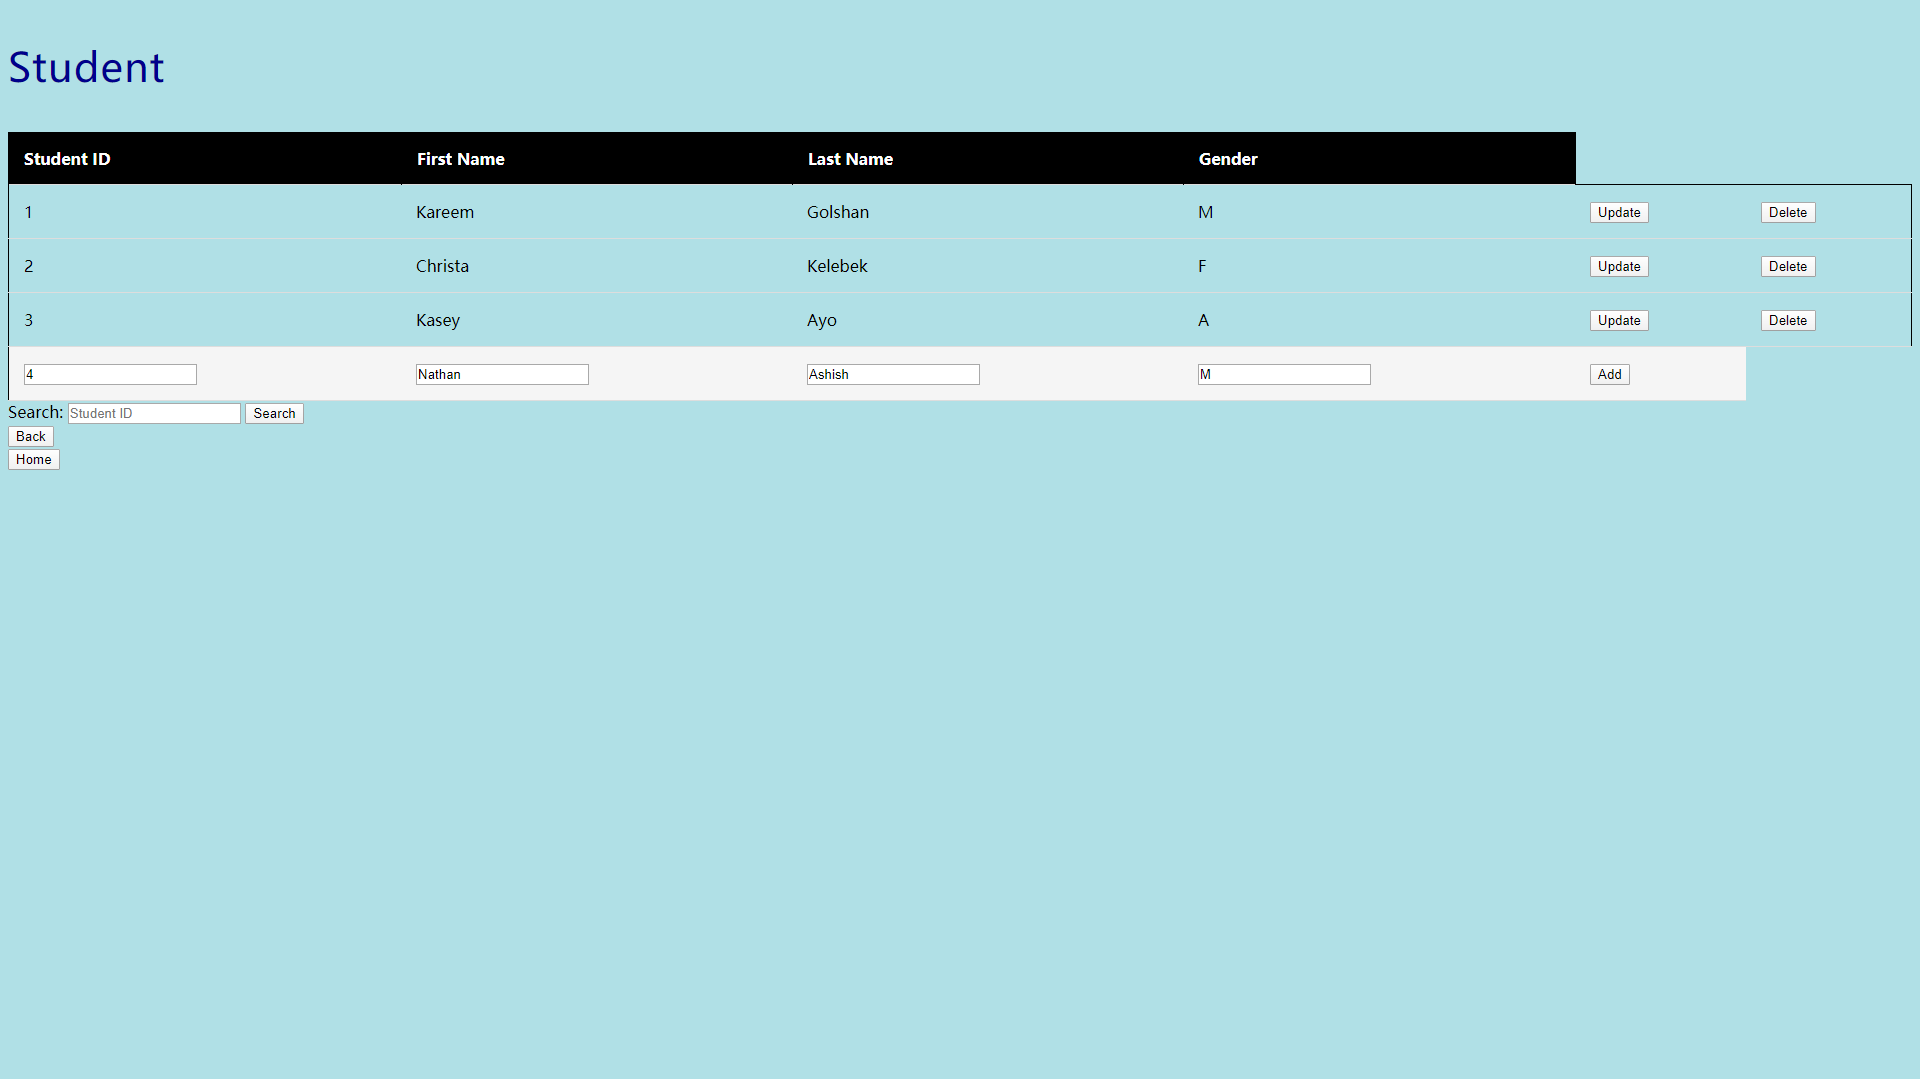 Student
Student ID First Name Last Name Gender
1 Kareem Golshan M Update Delete
2 Christa Kelebek F Update Delete
3 Kasey Ayo A Update Delete
4 Nathan Ashish M Add
Search: Student ID Search
Back
Home